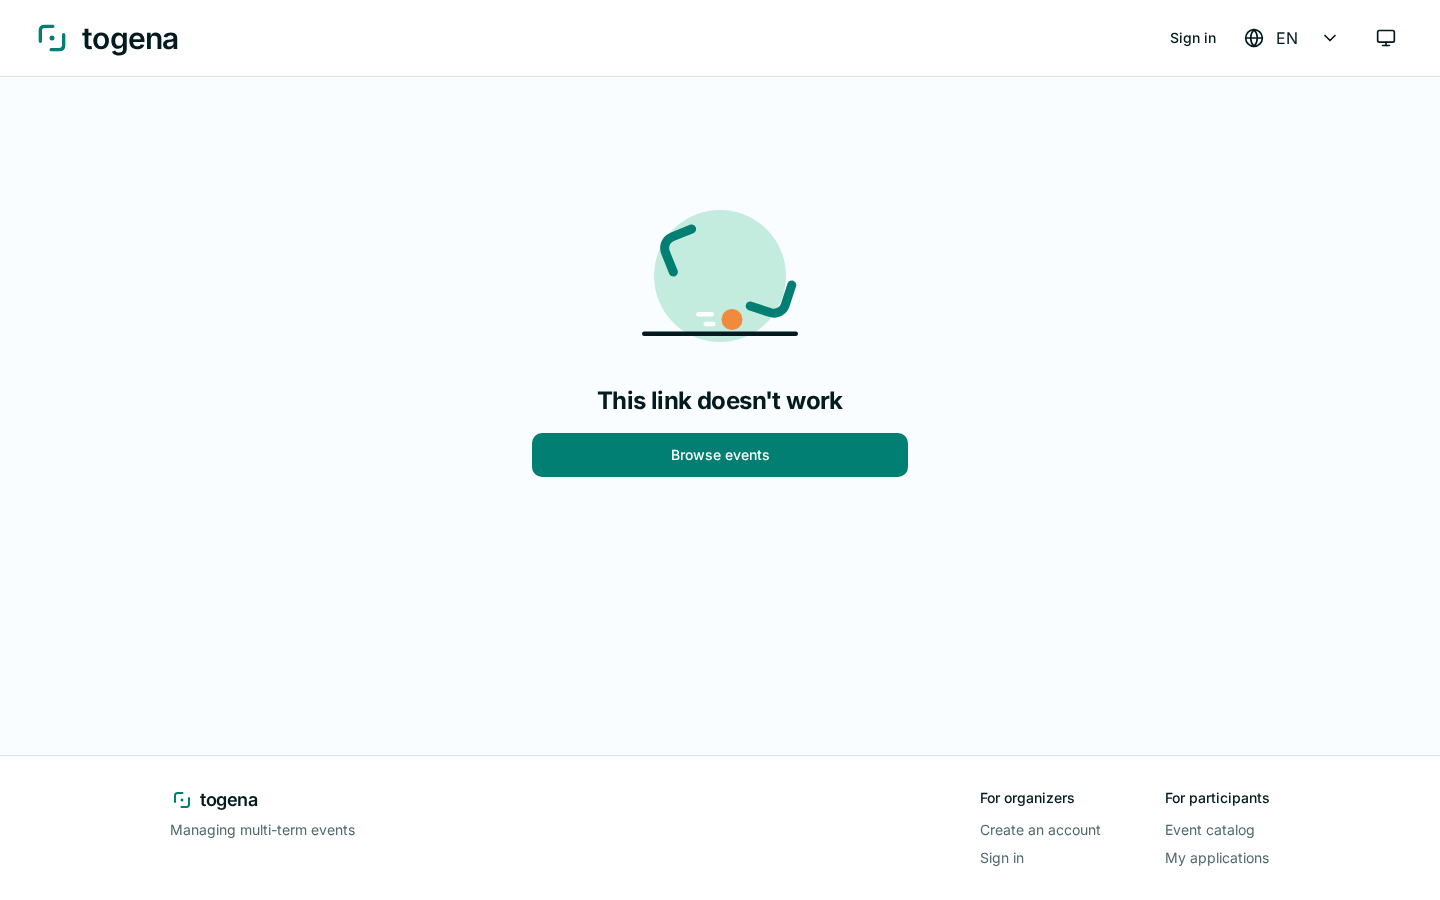 togena
Sign in
EN
This link doesn't work
Browse events
togena
Managing multi-term events
For organizers
Create an account
Sign in
For participants
Event catalog
My applications